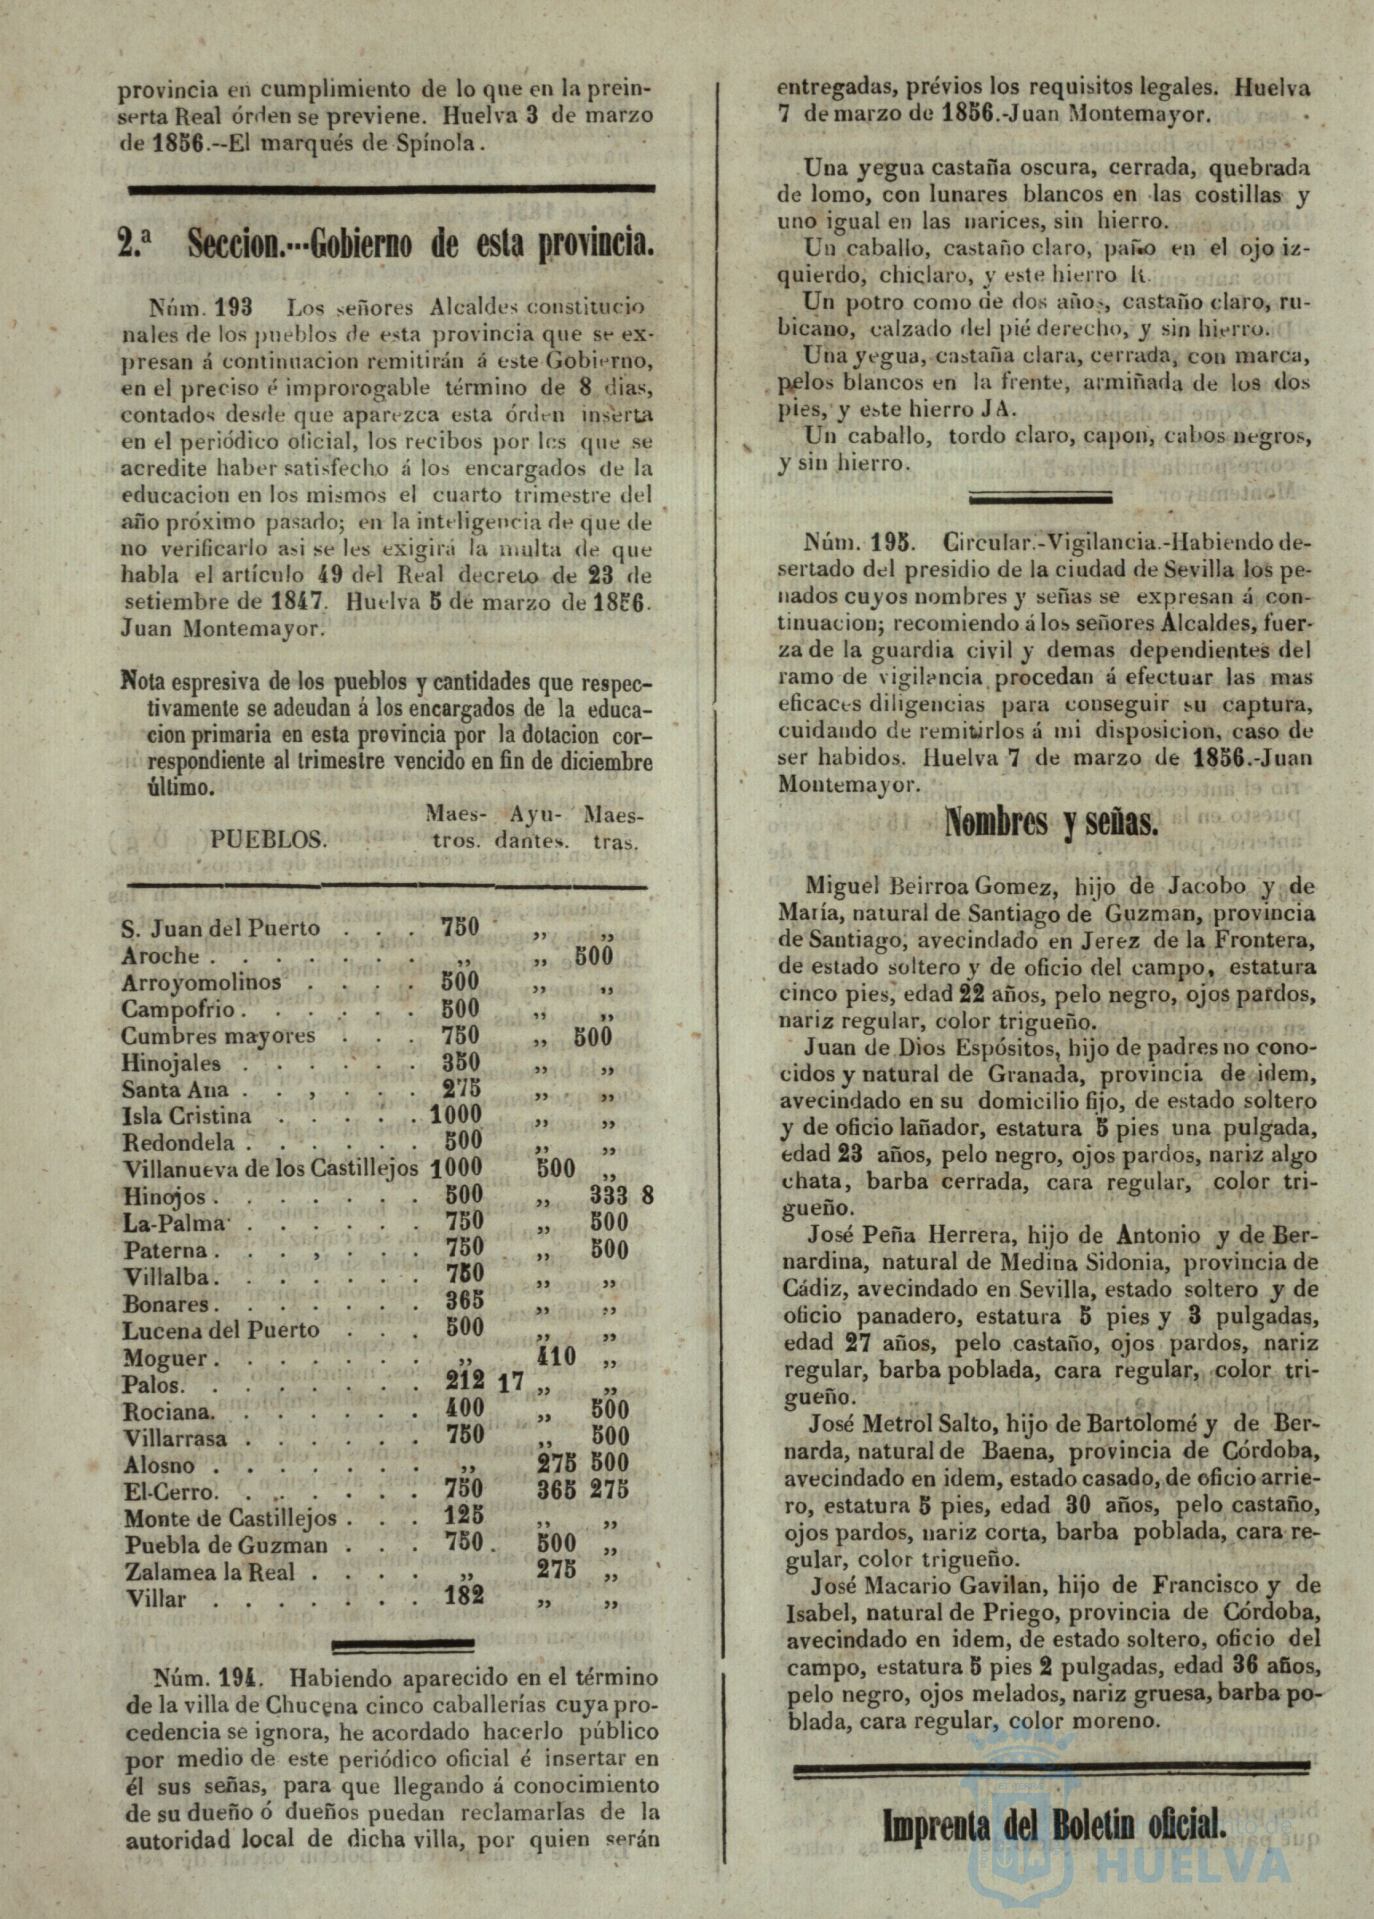 provincia en cumplimiento de lo que en la prein-
serta Real órden se previene. Huelva 3 de marzo
de 1856.--El marqués de Spínola.
2.ª Seccion.---Gobierno de esta provincia.
Núm. 193 Los señores Alcaldes constitucio
nales de los pueblos de esta provincia que se ex-
presan á continuacion remitirán á este Gobierno,
en el preciso é improrogable término de 8 dias,
contados desde que aparezca esta órden inserta
en el periódico oficial, los recibos por los que se
acredite haber satisfecho á los encargados de la
educacion en los mismos el cuarto trimestre del
año próximo pasado; en la inteligencia de que de
no verificarlo asi se les exigirá la multa de que
habla el artículo 49 del Real decreto de 23 de
setiembre de 1847. Huelva 5 de marzo de 1856.
Juan Montemayor.
Nota espresiva de los pueblos y cantidades que respec-
tivamente se adeudan á los encargados de la educa-
cion primaria en esta provincia por la dotacion cor-
respondiente al trimestre vencido en fin de diciembre
último.
Maes- Ayu- Maes-
PUEBLOS. tros. dantes. tras.
S. Juan del Puerto . . . 750 ,, ,,
Aroche . . . . . . . ,, ,, 500
Arroyomolinos . . . . 500 ,, ,,
Campofrio . . . . . . 500 ,, ,,
Cumbres mayores . . . 750 ,, 500
Hinojales . . . . . . 350 ,, ,,
Santa Ana . . , . . . 275 ,, ,,
Isla Cristina . . . . . 1000 ,, ,,
Redondela . . . . . . 500 ,, ,,
Villanueva de los Castillejos 1000 500 ,,
Hinojos . . . . . . . 500 ,, 333 8
La-Palma . . . . . . 750 ,, 500
Paterna . . . , . . . 750 ,, 500
Villalba. . . . . . . 750 ,, ,,
Bonares . . . . . . . 365 ,, ,,
Lucena del Puerto . . . 500 ,, ,,
Moguer . . . . . . . ,, 410 ,,
Palos. . . . . . . . 212 17 ,, ,,
Rociana. . . . . . . 400 ,, 500
Villarrasa . . . . . . 750 ,, 500
Alosno . . . . . . . ,, 275 500
El-Cerro. . . . . . . 750 365 275
Monte de Castillejos . . . 125 ,, ,,
Puebla de Guzman . . . 750 . 500 ,,
Zalamea la Real . . . . ,, 275 ,,
Villar . . . . . . . 182 ,, ,,
Núm. 194. Habiendo aparecido en el término
de la villa de Chucena cinco caballerías cuya pro-
cedencia se ignora, he acordado hacerlo público
por medio de este periódico oficial é insertar en
él sus señas, para que llegando á conocimiento
de su dueño ó dueños puedan reclamarlas de la
autoridad local de dicha villa, por quien serán
entregadas, prévios los requisitos legales. Huelva
7 de marzo de 1856.-Juan Montemayor.
Una yegua castaña oscura, cerrada, quebrada
de lomo, con lunares blancos en las costillas y
uno igual en las narices, sin hierro.
Un caballo, castaño claro, paño en el ojo iz-
quierdo, chiclaro, y este hierro R.
Un potro como de dos años, castaño claro, ru-
bicano, calzado del pié derecho, y sin hierro.
Una yegua, castaña clara, cerrada, con marca,
pelos blancos en la frente, armiñada de los dos
pies, y este hierro JA.
Un caballo, tordo claro, capon, cabos negros,
y sin hierro.
Núm. 195. Circular.-Vigilancia.-Habiendo de-
sertado del presidio de la ciudad de Sevilla los pe-
nados cuyos nombres y señas se expresan á con-
tinuacion; recomiendo á los señores Alcaldes, fuer-
za de la guardia civil y demas dependientes del
ramo de vigilancia procedan á efectuar las mas
eficaces diligencias para conseguir su captura,
cuidando de remitirlos á mi disposicion, caso de
ser habidos. Huelva 7 de marzo de 1856.-Juan
Montemayor.
Nombres y señas.
Miguel Beirroa Gomez, hijo de Jacobo y de
María, natural de Santiago de Guzman, provincia
de Santiago, avecindado en Jerez de la Frontera,
de estado soltero y de oficio del campo, estatura
cinco pies, edad 22 años, pelo negro, ojos pardos,
nariz regular, color trigueño.
Juan de Dios Espósitos, hijo de padres no cono-
cidos y natural de Granada, provincia de idem,
avecindado en su domicilio fijo, de estado soltero
y de oficio lañador, estatura 5 pies una pulgada,
edad 23 años, pelo negro, ojos pardos, nariz algo
chata, barba cerrada, cara regular, color tri-
gueño.
José Peña Herrera, hijo de Antonio y de Ber-
nardina, natural de Medina Sidonia, provincia de
Cádiz, avecindado en Sevilla, estado soltero y de
oficio panadero, estatura 5 pies y 3 pulgadas,
edad 27 años, pelo castaño, ojos pardos, nariz
regular, barba poblada, cara regular, color tri-
gueño.
José Metrol Salto, hijo de Bartolomé y de Ber-
narda, natural de Baena, provincia de Córdoba,
avecindado en idem, estado casado, de oficio arrie-
ro, estatura 5 pies, edad 30 años, pelo castaño,
ojos pardos, nariz corta, barba poblada, cara re-
gular, color trigueño.
José Macario Gavilan, hijo de Francisco y de
Isabel, natural de Priego, provincia de Córdoba,
avecindado en idem, de estado soltero, oficio del
campo, estatura 5 pies 2 pulgadas, edad 36 años,
pelo negro, ojos melados, nariz gruesa, barba po-
blada, cara regular, color moreno.
Imprenta del Boletin oficial.
HUELVA